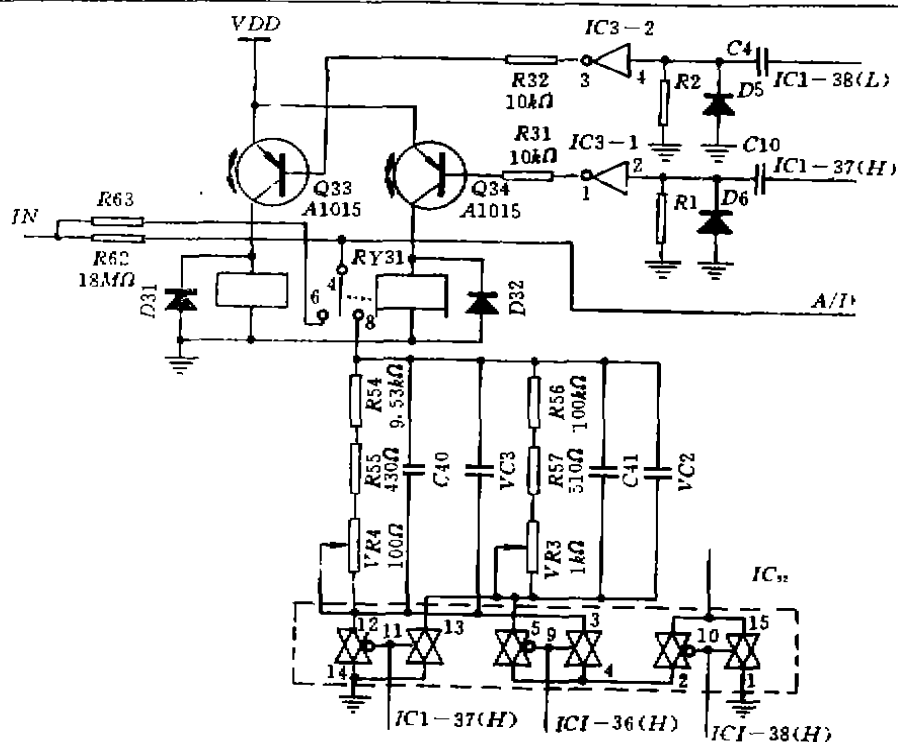 VDD
IC3-2
3
4
R32
10kΩ
R2
C4
D5
IC1-38(L)
R31
10kΩ
IC3-1
1
2
R1
C10
D6
IC1-37(H)
Q33
A1015
Q34
A1015
IN
R63
R62
18MΩ
D31
RY31
4
6
8
D32
A/D
R54
9.53kΩ
R55
430Ω
VR4
100Ω
C40
VC3
R56
100kΩ
R57
510Ω
VR3
1kΩ
C41
VC2
IC32
12
11
13
14
5
9
3
4
10
15
2
1
IC1-37(H)
IC1-36(H)
IC1-38(H)